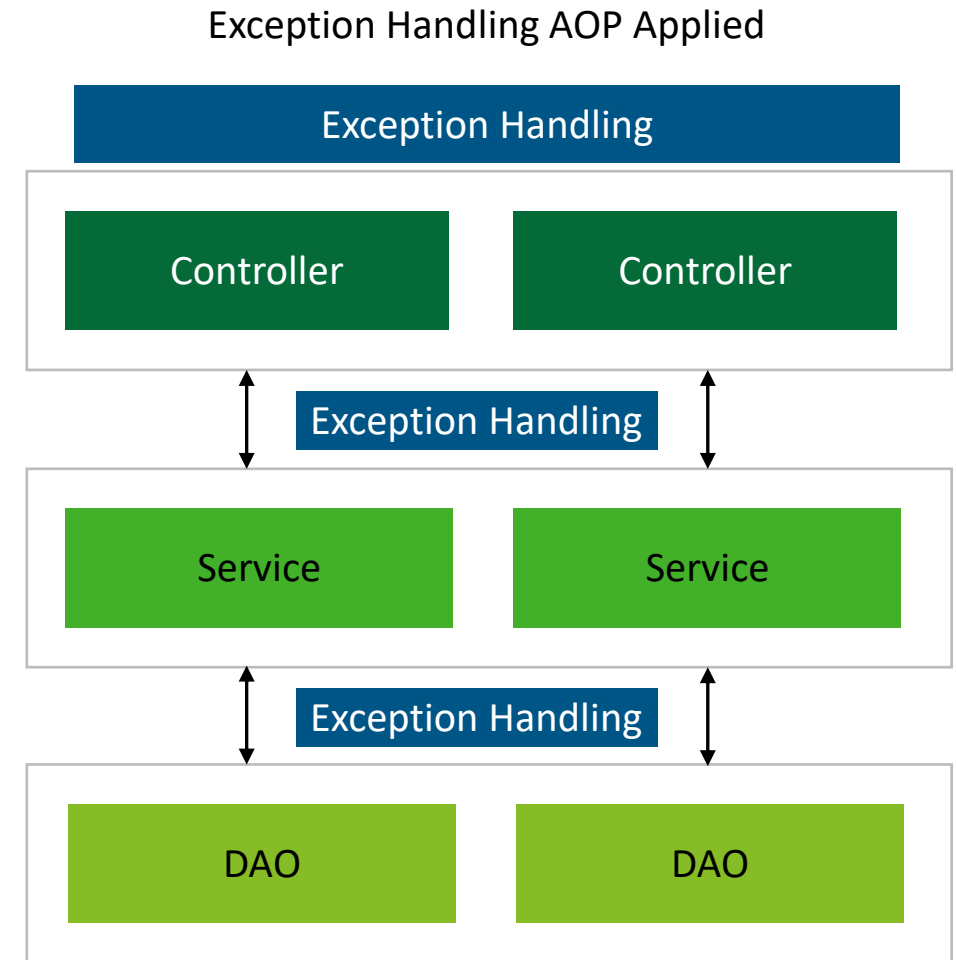 Exception Handling AOP Applied
Exception Handling
Controller
Controller
Exception Handling
Service
Service
Exception Handling
DAO
DAO